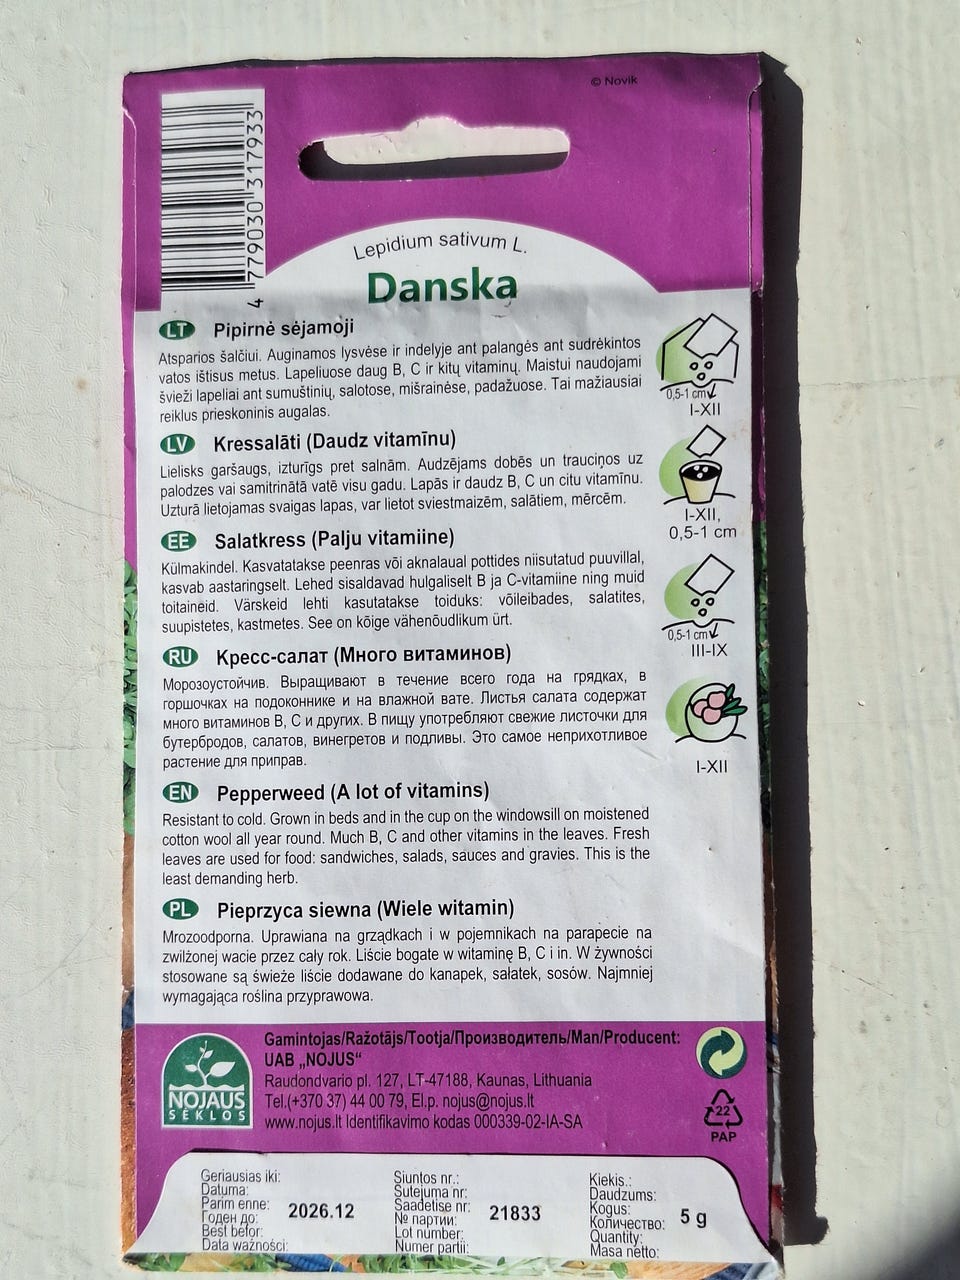 © Novik
4 779030 317933
Lepidium sativum L.
Danska
LT Pipirnė sėjamoji
Atsparios šalčiui. Auginamos lysvėse ir indelyje ant palangės ant sudrėkintos
vatos ištisus metus. Lapeliuose daug B, C ir kitų vitaminų. Maistui naudojami
švieži lapeliai ant sumuštinių, salotose, mišrainėse, padažuose. Tai mažiausiai
reiklus prieskoninis augalas.
0,5-1 cm
I-XII
LV Kressalāti (Daudz vitamīnu)
Lielisks garšaugs, izturīgs pret salnām. Audzējams dobēs un trauciņos uz
palodzes vai samitrinātā vatē visu gadu. Lapās ir daudz B, C un citu vitamīnu.
Uzturā lietojamas svaigas lapas, var lietot sviestmaizēm, salātiem, mērcēm.
I-XII,
0,5-1 cm
EE Salatkress (Palju vitamiine)
Külmakindel. Kasvatatakse peenras või aknalaual pottides niisutatud puuvillal,
kasvab aastaringselt. Lehed sisaldavad hulgaliselt B ja C-vitamiine ning muid
toitaineid. Värskeid lehti kasutatakse toiduks: võileibades, salatites,
suupistetes, kastmetes. See on kõige vähenõudlikum ürt.
0,5-1 cm
III-IX
RU Кресс-салат (Много витаминов)
Морозоустойчив. Выращивают в течение всего года на грядках, в
горшочках на подоконнике и на влажной вате. Листья салата содержат
много витаминов B, C и других. В пищу употребляют свежие листочки для
бутербродов, салатов, винегретов и подливы. Это самое неприхотливое
растение для приправ.
I-XII
EN Pepperweed (A lot of vitamins)
Resistant to cold. Grown in beds and in the cup on the windowsill on moistened
cotton wool all year round. Much B, C and other vitamins in the leaves. Fresh
leaves are used for food: sandwiches, salads, sauces and gravies. This is the
least demanding herb.
PL Pieprzyca siewna (Wiele witamin)
Mrozoodporna. Uprawiana na grządkach i w pojemnikach na parapecie na
zwilżonej wacie przez cały rok. Liście bogate w witaminę B, C i in. W żywności
stosowane są świeże liście dodawane do kanapek, sałatek, sosów. Najmniej
wymagająca roślina przyprawowa.
NOJAUS
SĖKLOS
Gamintojas/Ražotājs/Tootja/Производитель/Man/Producent:
UAB „NOJUS“
Raudondvario pl. 127, LT-47188, Kaunas, Lithuania
Tel.(+370 37) 44 00 79, El.p. nojus@nojus.lt
www.nojus.lt Identifikavimo kodas 000339-02-IA-SA
22
PAP
Geriausias iki:
Datuma:
Parim enne:
Годен до:
Best befor:
Data ważności:
2026.12
Siuntos nr.:
Sutejuma nr:
Saadetise nr:
№ партии:
Lot number:
Numer partii:
21833
Kiekis.:
Daudzums:
Kogus:
Количество:
Quantity:
Masa netto:
5 g